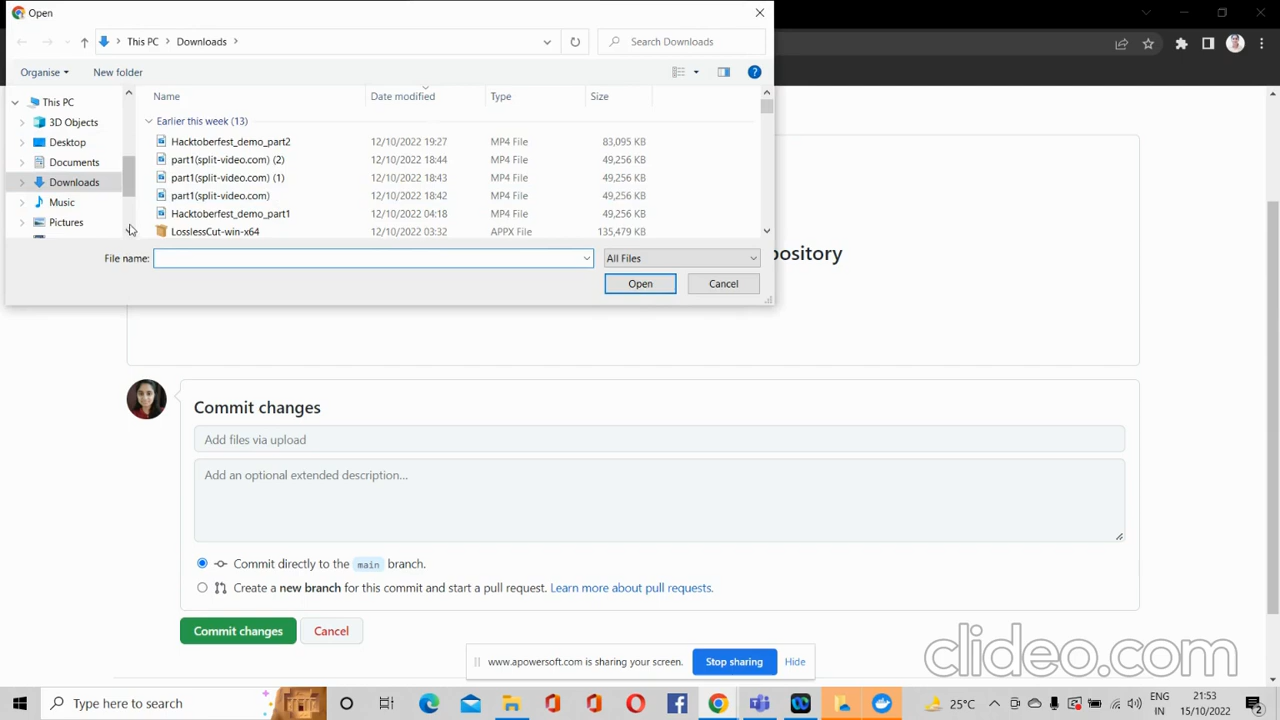 Open
This PC > Downloads >
Search Downloads
Organise
New folder
Name
Date modified
Type
Size
This PC
3D Objects
Desktop
Documents
Downloads
Music
Pictures
Earlier this week (13)
Hacktoberfest_demo_part2 12/10/2022 19:27 MP4 File 83,095 KB
part1(split-video.com) (2) 12/10/2022 18:44 MP4 File 49,256 KB
part1(split-video.com) (1) 12/10/2022 18:43 MP4 File 49,256 KB
part1(split-video.com) 12/10/2022 18:42 MP4 File 49,256 KB
Hacktoberfest_demo_part1 12/10/2022 04:18 MP4 File 49,256 KB
LosslessCut-win-x64 12/10/2022 03:32 APPX File 135,479 KB
File name:
All Files
Open
Cancel
pository
Commit changes
Add files via upload
Add an optional extended description...
Commit directly to the main branch.
Create a new branch for this commit and start a pull request. Learn more about pull requests.
Commit changes
Cancel
www.apowersoft.com is sharing your screen.
Stop sharing
Hide
clideo.com
Type here to search
25°C
ENG
IN
21:53
15/10/2022
2